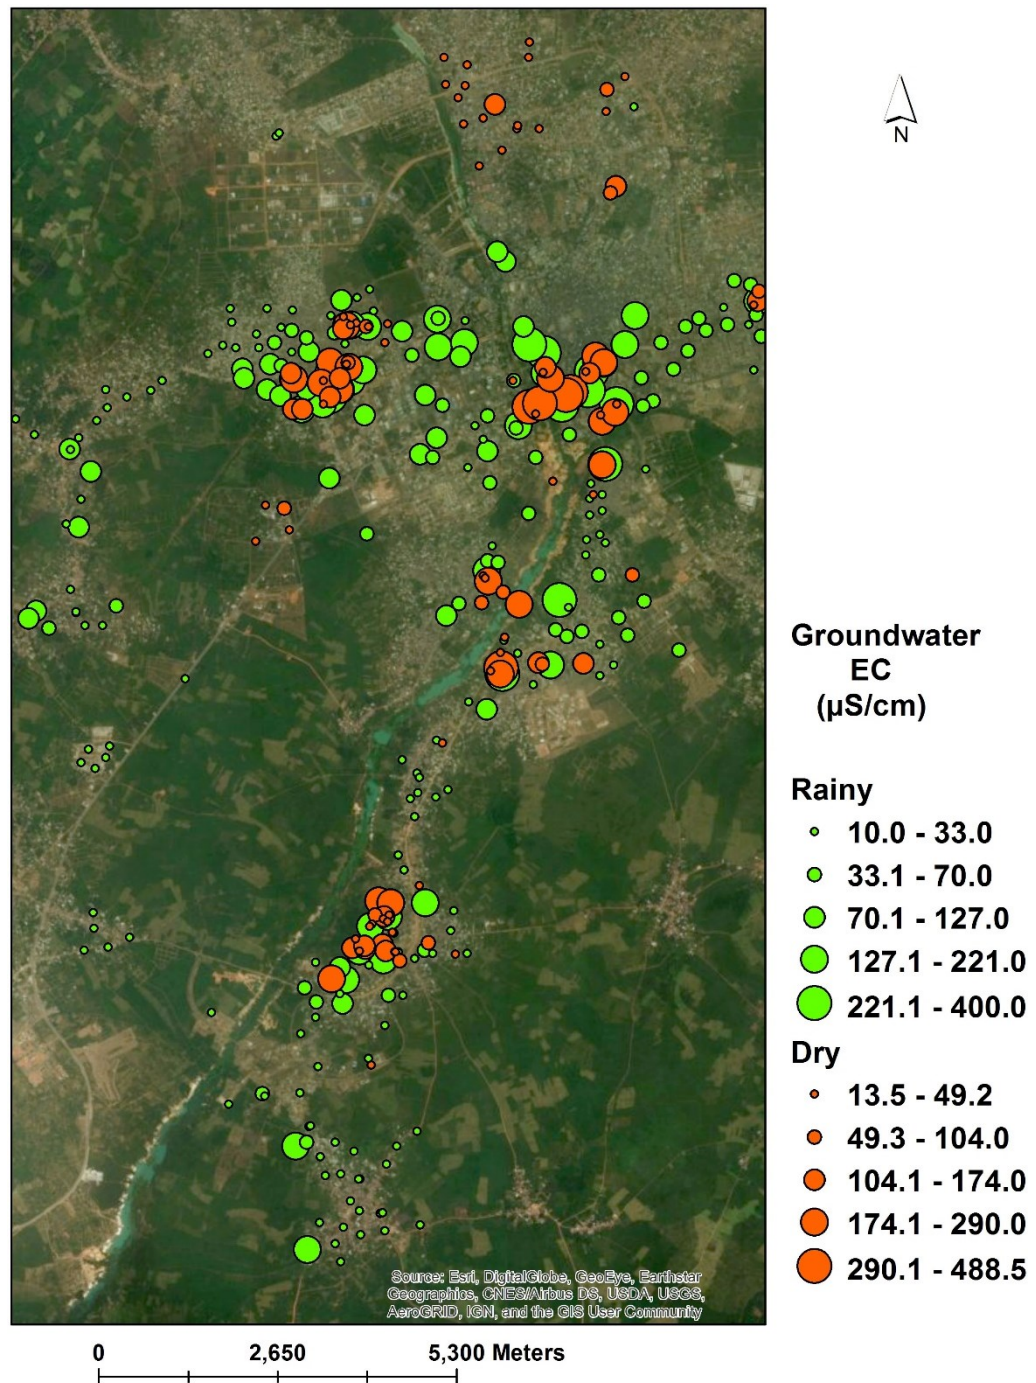 N
Groundwater
EC
(µS/cm)
Rainy
10.0 - 33.0
33.1 - 70.0
70.1 - 127.0
127.1 - 221.0
221.1 - 400.0
Dry
13.5 - 49.2
49.3 - 104.0
104.1 - 174.0
174.1 - 290.0
290.1 - 488.5
Source: Esri, DigitalGlobe, GeoEye, Earthstar
Geographics, CNES/Airbus DS, USDA, USGS,
AeroGRID, IGN, and the GIS User Community
0 2,650 5,300 Meters